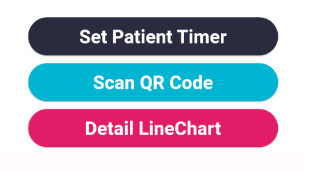 Set Patient Timer
Scan QR Code
Detail LineChart